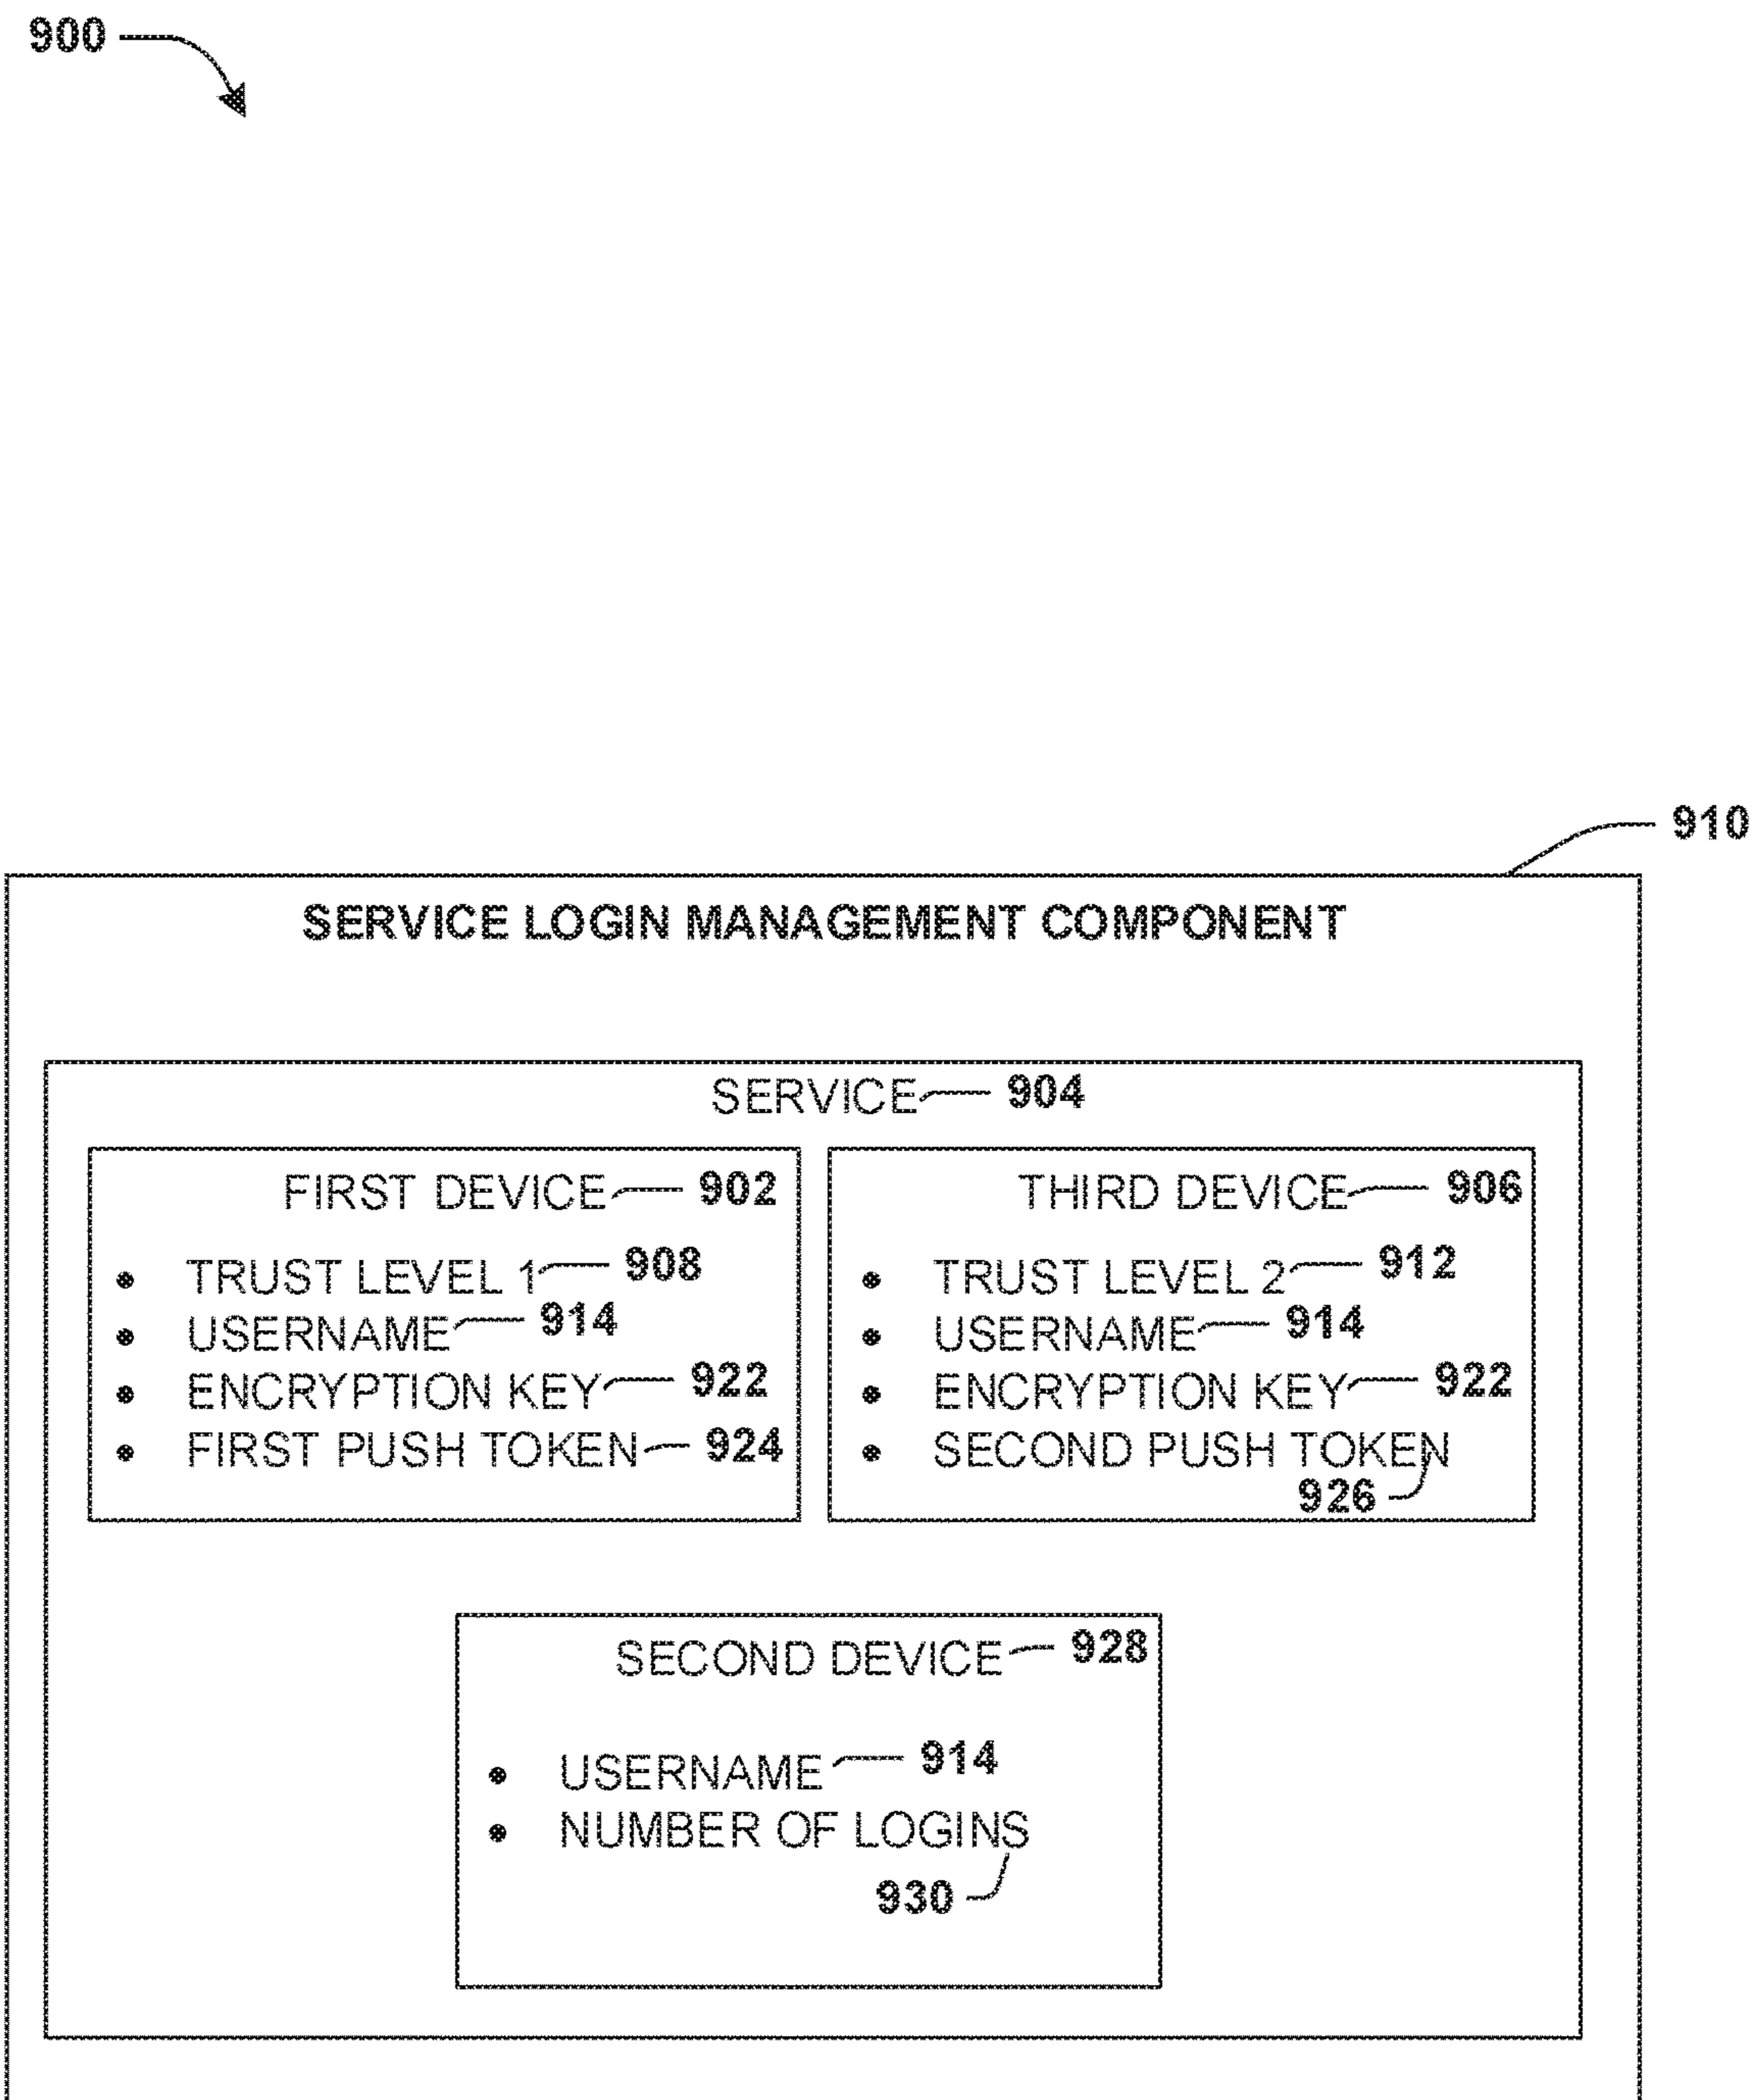 900
910
SERVICE LOGIN MANAGEMENT COMPONENT
SERVICE 904
FIRST DEVICE 902
• TRUST LEVEL 1 908
• USERNAME 914
• ENCRYPTION KEY 922
• FIRST PUSH TOKEN 924
THIRD DEVICE 906
• TRUST LEVEL 2 912
• USERNAME 914
• ENCRYPTION KEY 922
• SECOND PUSH TOKEN
926
SECOND DEVICE 928
• USERNAME 914
• NUMBER OF LOGINS
930